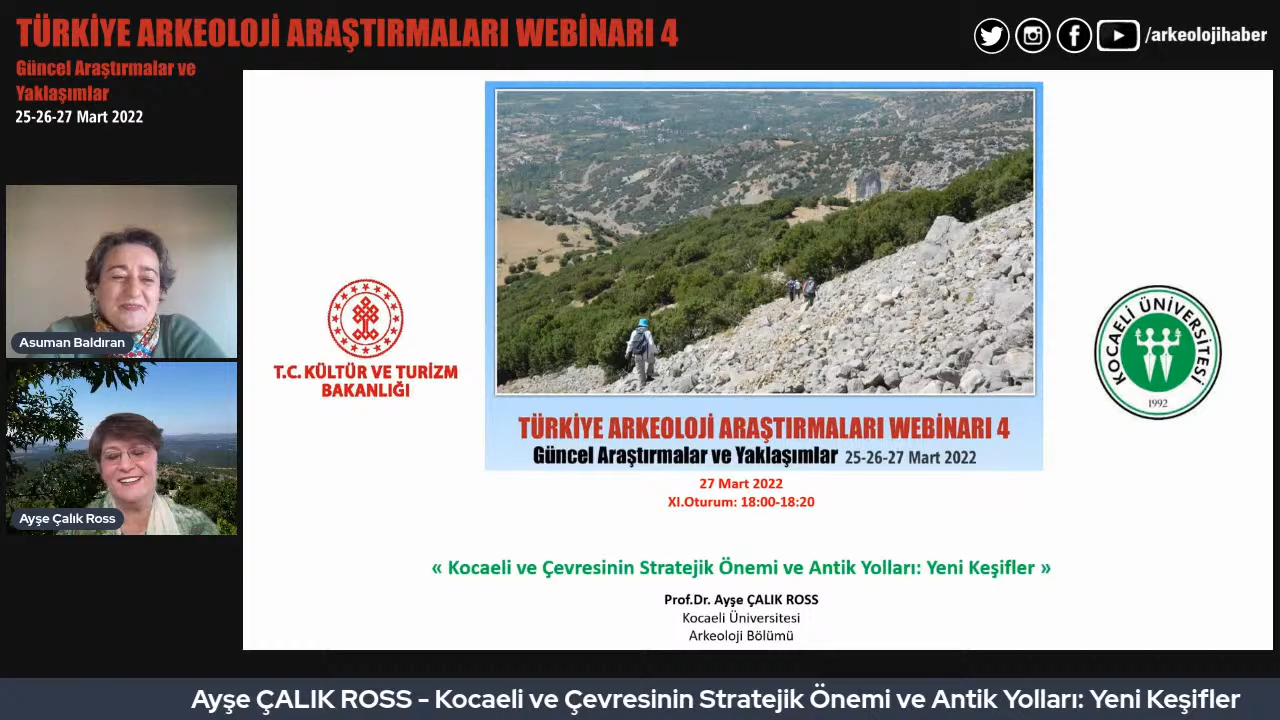 TÜRKİYE ARKEOLOJİ ARAŞTIRMALARI WEBİNARI 4
Güncel Araştırmalar ve
Yaklaşımlar
25-26-27 Mart 2022
/arkeolojihaber
Asuman Baldıran
Ayşe Çalık Ross
T.C. KÜLTÜR VE TURİZM
BAKANLIĞI
TÜRKİYE ARKEOLOJİ ARAŞTIRMALARI WEBİNARI 4
Güncel Araştırmalar ve Yaklaşımlar 25-26-27 Mart 2022
KOCAELİ ÜNİVERSİTESİ
1992
27 Mart 2022
XI.Oturum: 18:00-18:20
« Kocaeli ve Çevresinin Stratejik Önemi ve Antik Yolları: Yeni Keşifler »
Prof.Dr. Ayşe ÇALIK ROSS
Kocaeli Üniversitesi
Arkeoloji Bölümü
Ayşe ÇALIK ROSS - Kocaeli ve Çevresinin Stratejik Önemi ve Antik Yolları: Yeni Keşifler